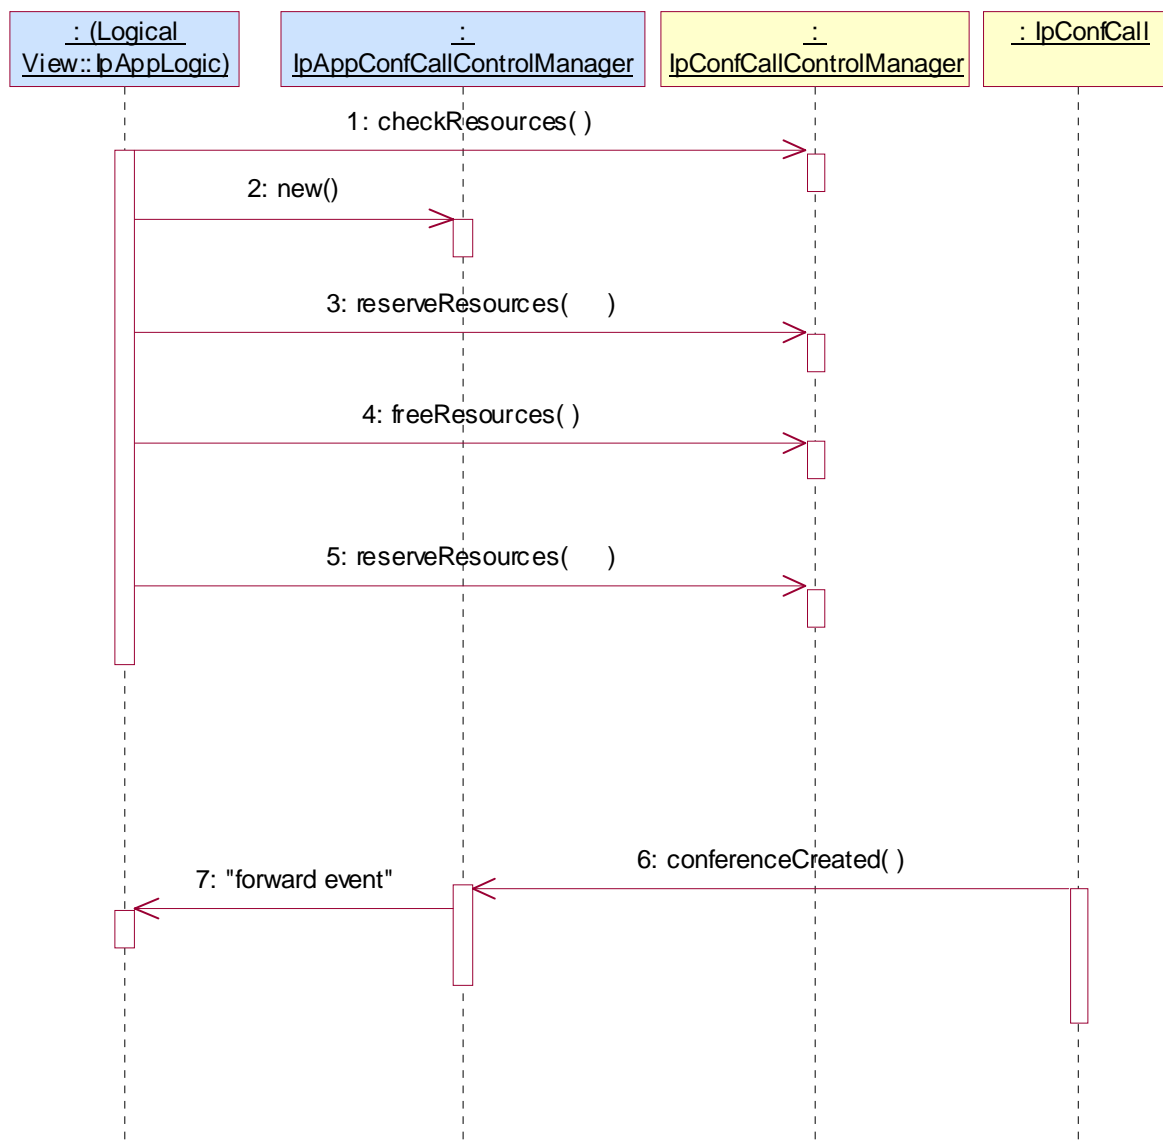 : (Logical
View::IpAppLogic)
:
IpAppConfCallControlManager
:
IpConfCallControlManager
: IpConfCall
1: checkResources( )
2: new()
3: reserveResources( )
4: freeResources( )
5: reserveResources( )
6: conferenceCreated( )
7: "forward event"